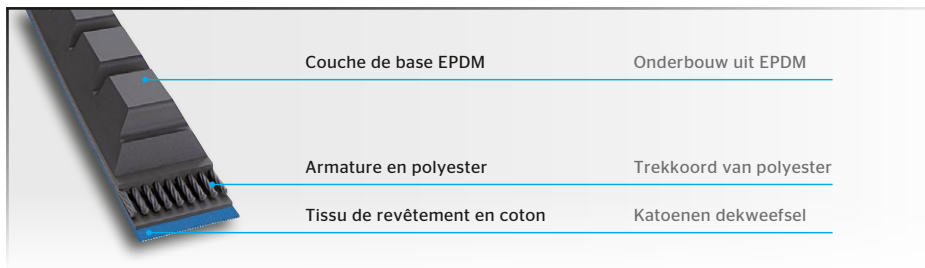 Couche de base EPDM Onderbouw uit EPDM
Armature en polyester Trekkoord van polyester
Tissu de revêtement en coton Katoenen dekweefsel